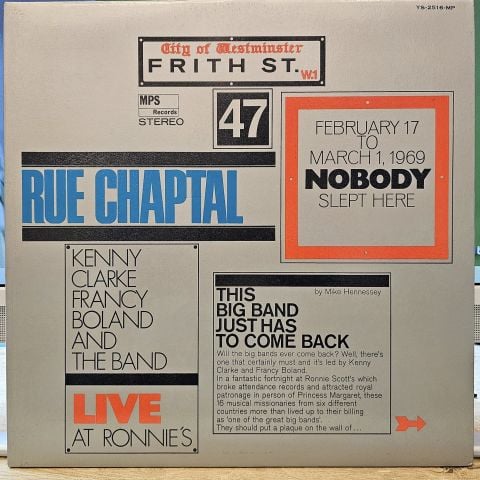 YS-2516-MP
City of Westminster
FRITH ST. W.1
MPS
Records
STEREO
47
FEBRUARY 17
TO
MARCH 1, 1969
NOBODY
SLEPT HERE
RUE CHAPTAL
KENNY
CLARKE
FRANCY
BOLAND
AND
THE BAND
LIVE
AT RONNIE'S
THIS by Mike Hennessey
BIG BAND
JUST HAS
TO COME BACK
Will the big bands ever come back? Well, there's
one that certainly must and it's led by Kenny
Clarke and Francy Boland.
In a fantastic fortnight at Ronnie Scott's which
broke attendance records and attracted royal
patronage in person of Princess Margaret, these
16 musical missionaries from six different
countries more than lived up to their billing
as 'one of the great big bands'.
They should put a plaque on the wall of...